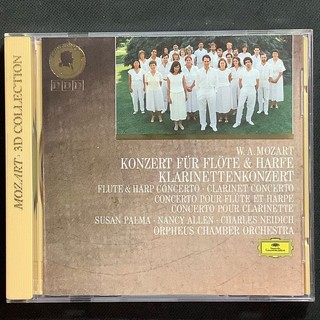 MOZART · 3D COLLECTION
W. A. MOZART
KONZERT FÜR FLÖTE & HARFE
KLARINETTENKONZERT
FLUTE & HARP CONCERTO · CLARINET CONCERTO
CONCERTO POUR FLUTE ET HARPE
CONCERTO POUR CLARINETTE
SUSAN PALMA · NANCY ALLEN · CHARLES NEIDICH
ORPHEUS CHAMBER ORCHESTRA